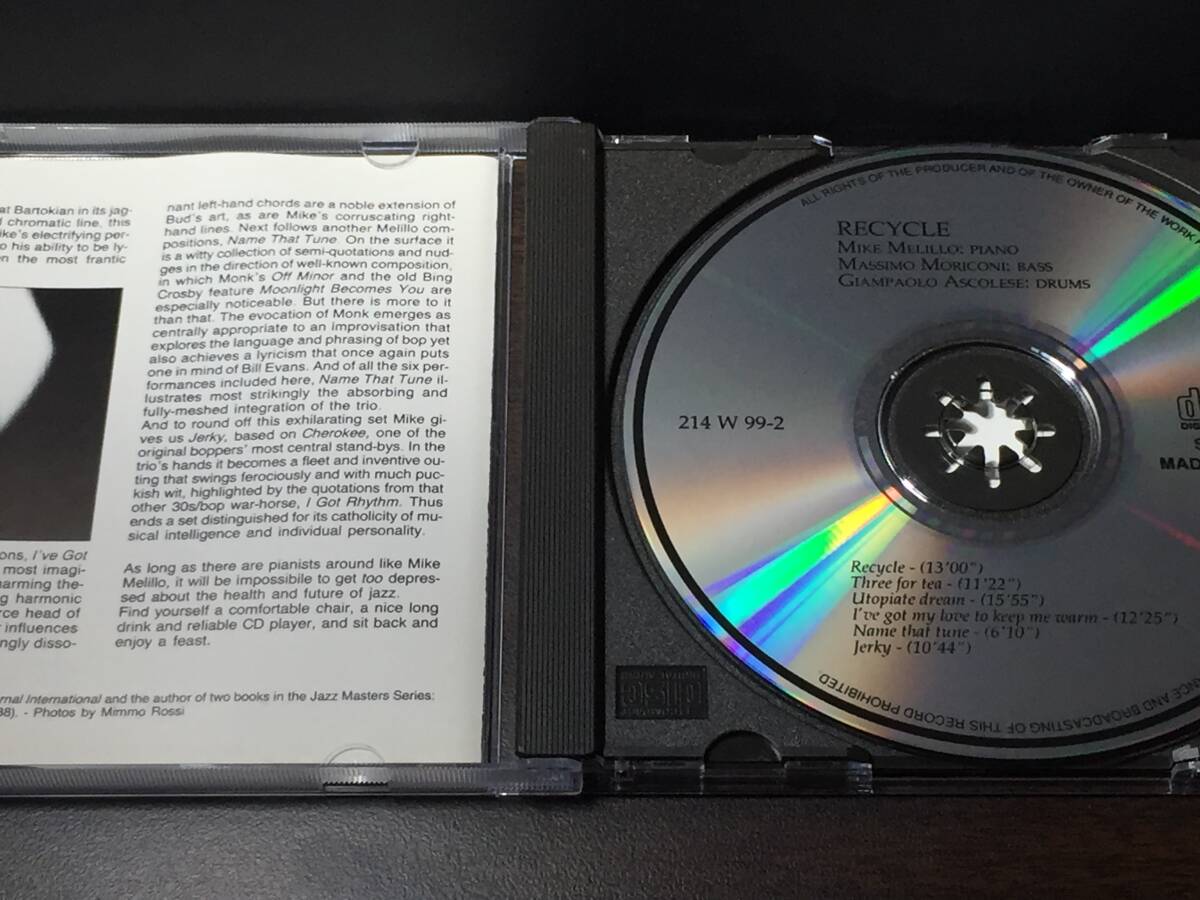 at Bartokian in its jag-
chromatic line, this
ike's electrifying per-
o his ability to be ly-
en the most frantic
ons, I've Got
most imagi-
harming the-
g harmonic
rce head of
influences
ngly disso-
nant left-hand chords are a noble extension of
Bud's art, as are Mike's corruscating right-
hand lines. Next follows another Melillo com-
positions, Name That Tune. On the surface it
is a witty collection of semi-quotations and nud-
ges in the direction of well-known composition,
in which Monk's Off Minor and the old Bing
Crosby feature Moonlight Becomes You are
especially noticeable. But there is more to it
than that. The evocation of Monk emerges as
centrally appropriate to an improvisation that
explores the language and phrasing of bop yet
also achieves a lyricism that once again puts
one in mind of Bill Evans. And of all the six per-
formances included here, Name That Tune il-
lustrates most strikingly the absorbing and
fully-meshed integration of the trio.
And to round off this exhilarating set Mike gi-
ves us Jerky, based on Cherokee, one of the
original boppers' most central stand-bys. In the
trio's hands it becomes a fleet and inventive ou-
ting that swings ferociously and with much puc-
kish wit, highlighted by the quotations from that
other 30s/bop war-horse, I Got Rhythm. Thus
ends a set distinguished for its catholicity of mu-
sical intelligence and individual personality.
As long as there are pianists around like Mike
Melillo, it will be impossibile to get too depres-
sed about the health and future of jazz.
Find yourself a comfortable chair, a nice long
drink and reliable CD player, and sit back and
enjoy a feast.
rnal International and the author of two books in the Jazz Masters Series:
88). - Photos by Mimmo Rossi
ALL RIGHTS OF THE PRODUCER AND OF THE OWNER OF THE WORK
RECYCLE
MIKE MELILLO: PIANO
MASSIMO MORICONI: BASS
GIAMPAOLO ASCOLESE: DRUMS
214 W 99-2
MAD
Recycle - (13'00")
Three for tea - (11'22")
Utopiate dream - (15'55")
I've got my love to keep me warm - (12'25")
Name that tune - (6'10")
Jerky - (10'44")
NCE AND BROADCASTING OF THIS RECORD PROHIBITED